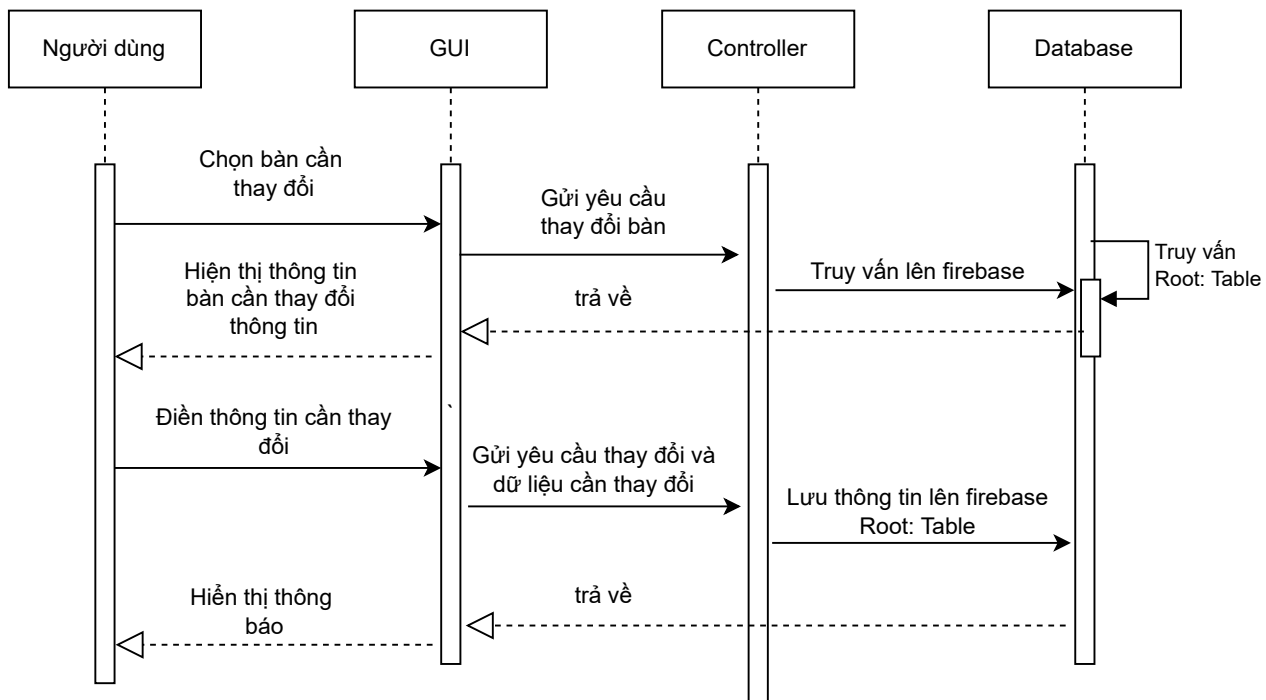 Người dùng
GUI
Controller
Database
Chọn bàn cần
thay đổi
Gửi yêu cầu
thay đổi bàn
Truy vấn
Root: Table
Truy vấn lên firebase
Hiện thị thông tin
bàn cần thay đổi
thông tin
trả về
Điền thông tin cần thay
đổi
`
Gửi yêu cầu thay đổi và
dữ liệu cần thay đổi
Lưu thông tin lên firebase
Root: Table
trả về
Hiển thị thông
báo